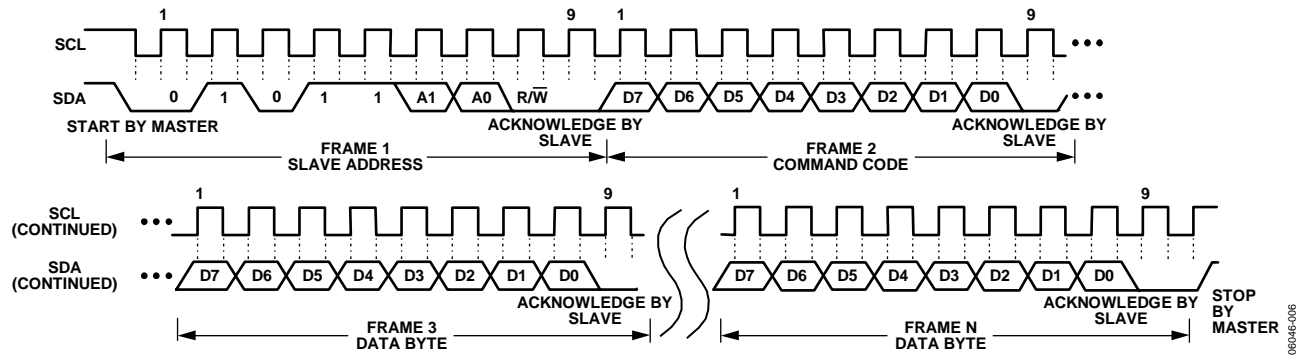 1 9 1 9
SCL
SDA 0 1 0 1 1 A1 A0 R/W̅ D7 D6 D5 D4 D3 D2 D1 D0
START BY MASTER ACKNOWLEDGE BY SLAVE ACKNOWLEDGE BY SLAVE
FRAME 1 SLAVE ADDRESS FRAME 2 COMMAND CODE
1 9 1 9
SCL (CONTINUED)
SDA (CONTINUED) D7 D6 D5 D4 D3 D2 D1 D0 D7 D6 D5 D4 D3 D2 D1 D0
ACKNOWLEDGE BY SLAVE ACKNOWLEDGE BY SLAVE STOP BY MASTER
FRAME 3 DATA BYTE FRAME N DATA BYTE
06046-006